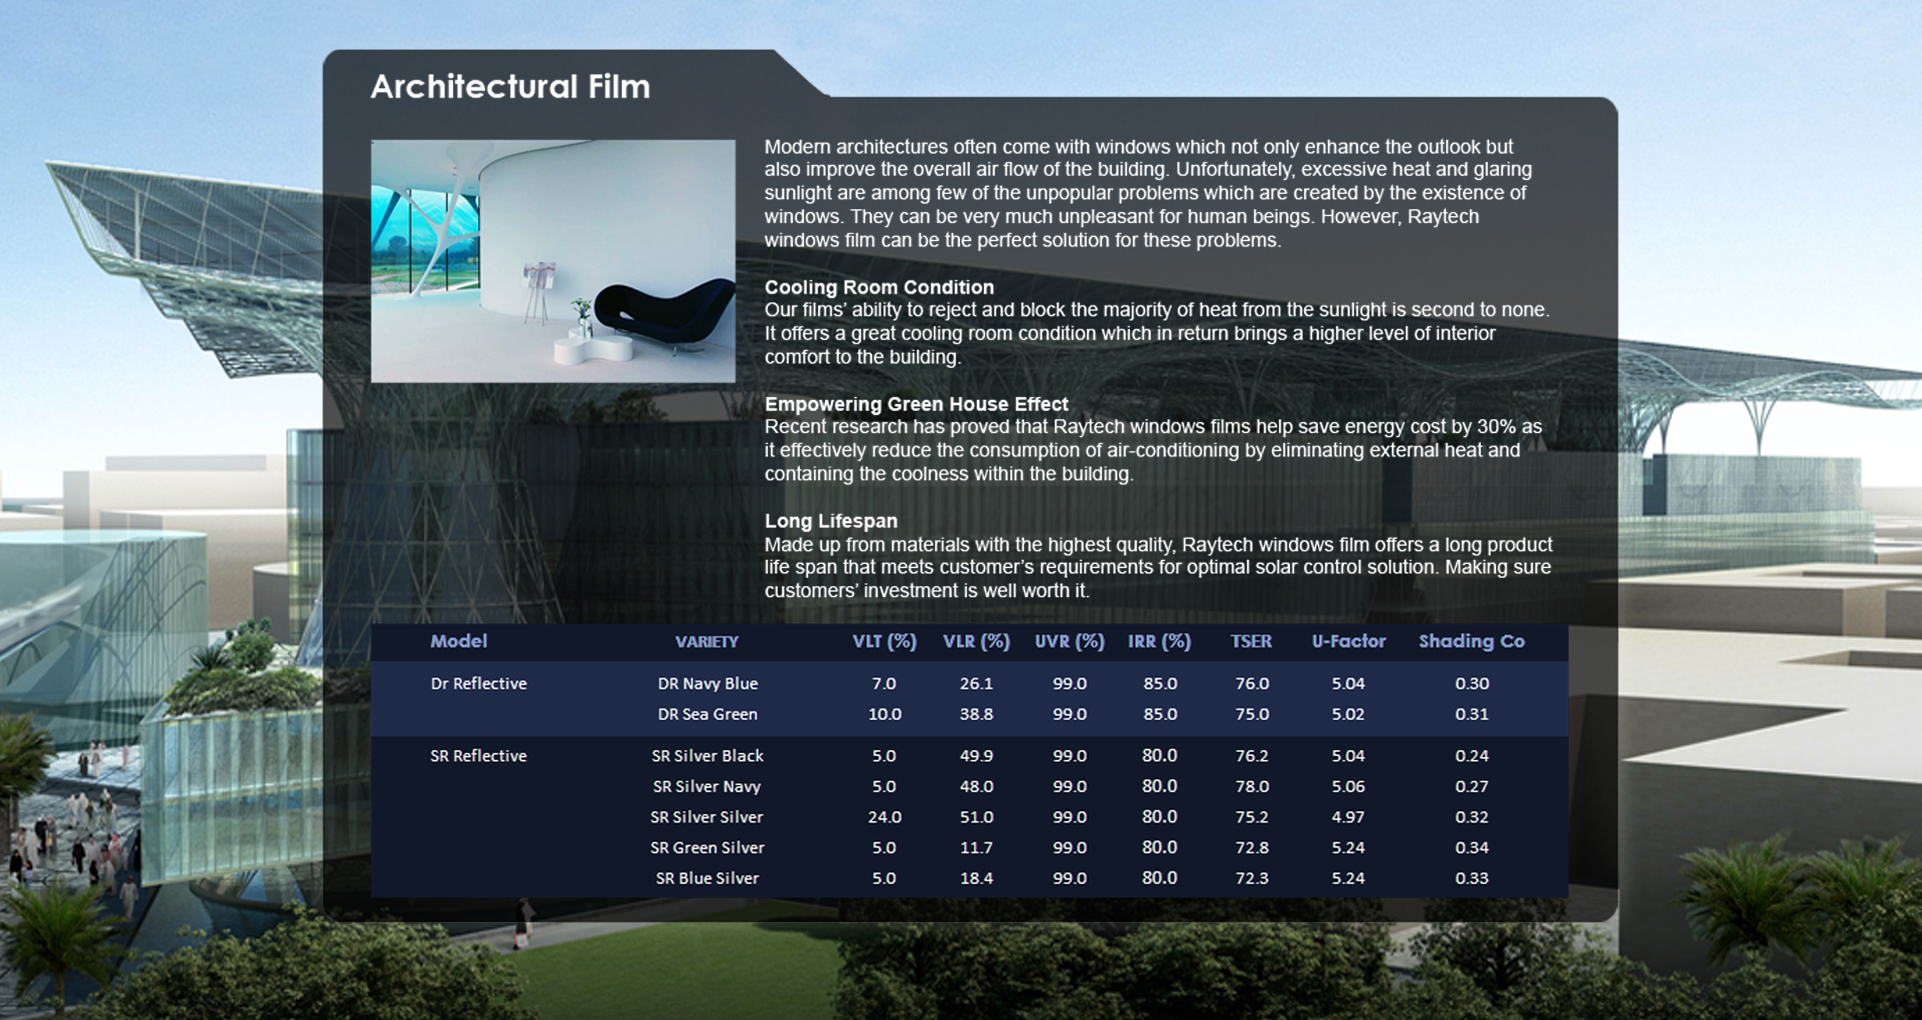 Architectural Film
Modern architectures often come with windows which not only enhance the outlook but
also improve the overall air flow of the building. Unfortunately, excessive heat and glaring
sunlight are among few of the unpopular problems which are created by the existence of
windows. They can be very much unpleasant for human beings. However, Raytech
windows film can be the perfect solution for these problems.
Cooling Room Condition
Our films’ ability to reject and block the majority of heat from the sunlight is second to none.
It offers a great cooling room condition which in return brings a higher level of interior
comfort to the building.
Empowering Green House Effect
Recent research has proved that Raytech windows films help save energy cost by 30% as
it effectively reduce the consumption of air-conditioning by eliminating external heat and
containing the coolness within the building.
Long Lifespan
Made up from materials with the highest quality, Raytech windows film offers a long product
life span that meets customer’s requirements for optimal solar control solution. Making sure
customers’ investment is well worth it.
Model VARIETY VLT (%) VLR (%) UVR (%) IRR (%) TSER U-Factor Shading Co
Dr Reflective DR Navy Blue 7.0 26.1 99.0 85.0 76.0 5.04 0.30
DR Sea Green 10.0 38.8 99.0 85.0 75.0 5.02 0.31
SR Reflective SR Silver Black 5.0 49.9 99.0 80.0 76.2 5.04 0.24
SR Silver Navy 5.0 48.0 99.0 80.0 78.0 5.06 0.27
SR Silver Silver 24.0 51.0 99.0 80.0 75.2 4.97 0.32
SR Green Silver 5.0 11.7 99.0 80.0 72.8 5.24 0.34
SR Blue Silver 5.0 18.4 99.0 80.0 72.3 5.24 0.33